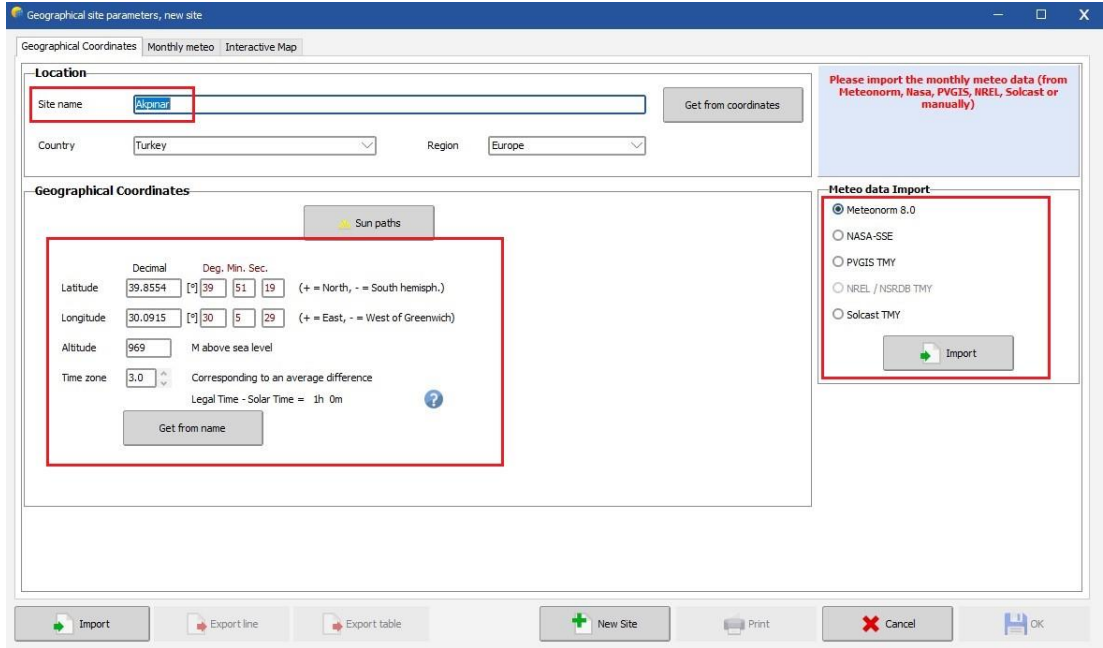 Geographical site parameters, new site
Geographical Coordinates Monthly meteo Interactive Map
Location
Site name Akpinar Get from coordinates
Country Turkey Region Europe
Please import the monthly meteo data (from
Meteonorm, Nasa, PVGIS, NREL, Solcast or
manually)
Geographical Coordinates
Sun paths
Decimal Deg. Min. Sec.
Latitude 39.8554 [°] 39 51 19 (+ = North, - = South hemisph.)
Longitude 30.0915 [°] 30 5 29 (+ = East, - = West of Greenwich)
Altitude 969 M above sea level
Time zone 3.0 Corresponding to an average difference
Legal Time - Solar Time = 1h 0m ?
Get from name
Meteo data Import
Meteonorm 8.0
NASA-SSE
PVGIS TMY
NREL / NSRDB TMY
Solcast TMY
Import
Import Export line Export table New Site Print Cancel OK